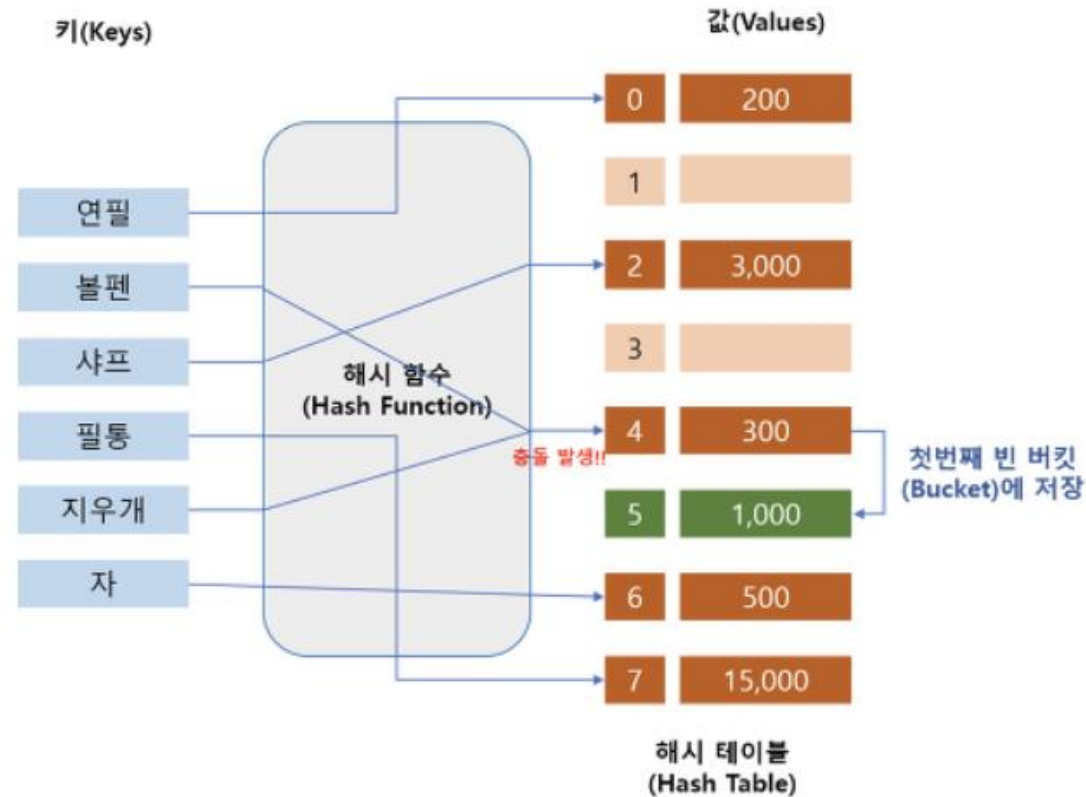 키(Keys)
값(Values)
연필
볼펜
샤프
필통
지우개
자
해시 함수
(Hash Function)
충돌 발생!!
0 200
1
2 3,000
3
4 300
5 1,000
6 500
7 15,000
첫번째 빈 버킷
(Bucket)에 저장
해시 테이블
(Hash Table)